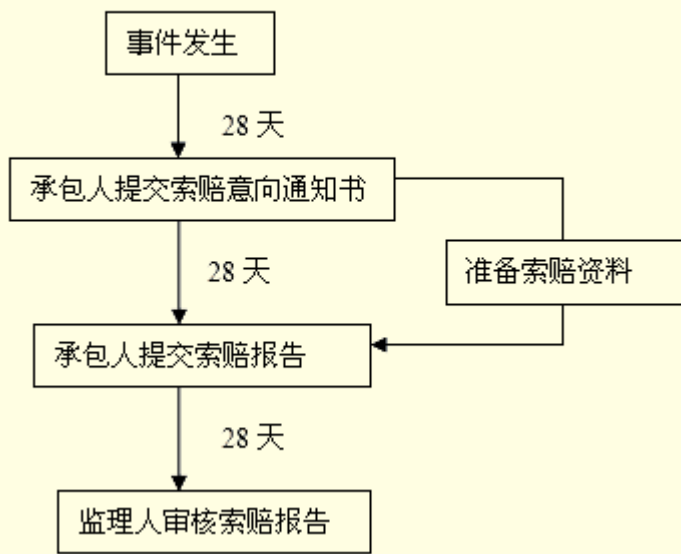 事件发生
28 天
承包人提交索赔意向通知书
28 天
准备索赔资料
承包人提交索赔报告
28 天
监理人审核索赔报告